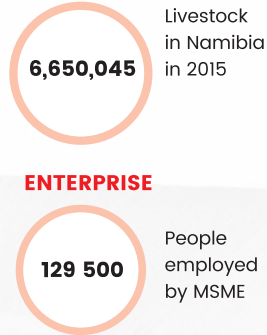 6,650,045
Livestock
in Namibia
in 2015
ENTERPRISE
129 500
People
employed
by MSME